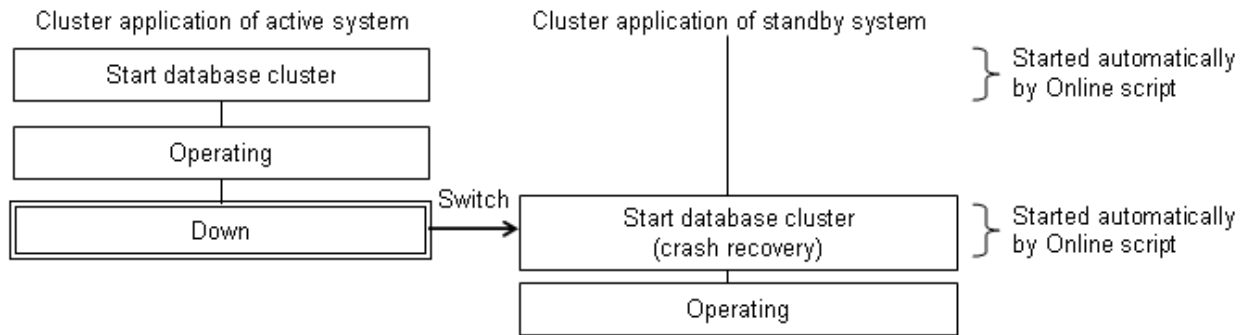 Cluster application of active system
Cluster application of standby system
Start database cluster
Started automatically
by Online script
Operating
Switch
Down
Start database cluster
(crash recovery)
Started automatically
by Online script
Operating